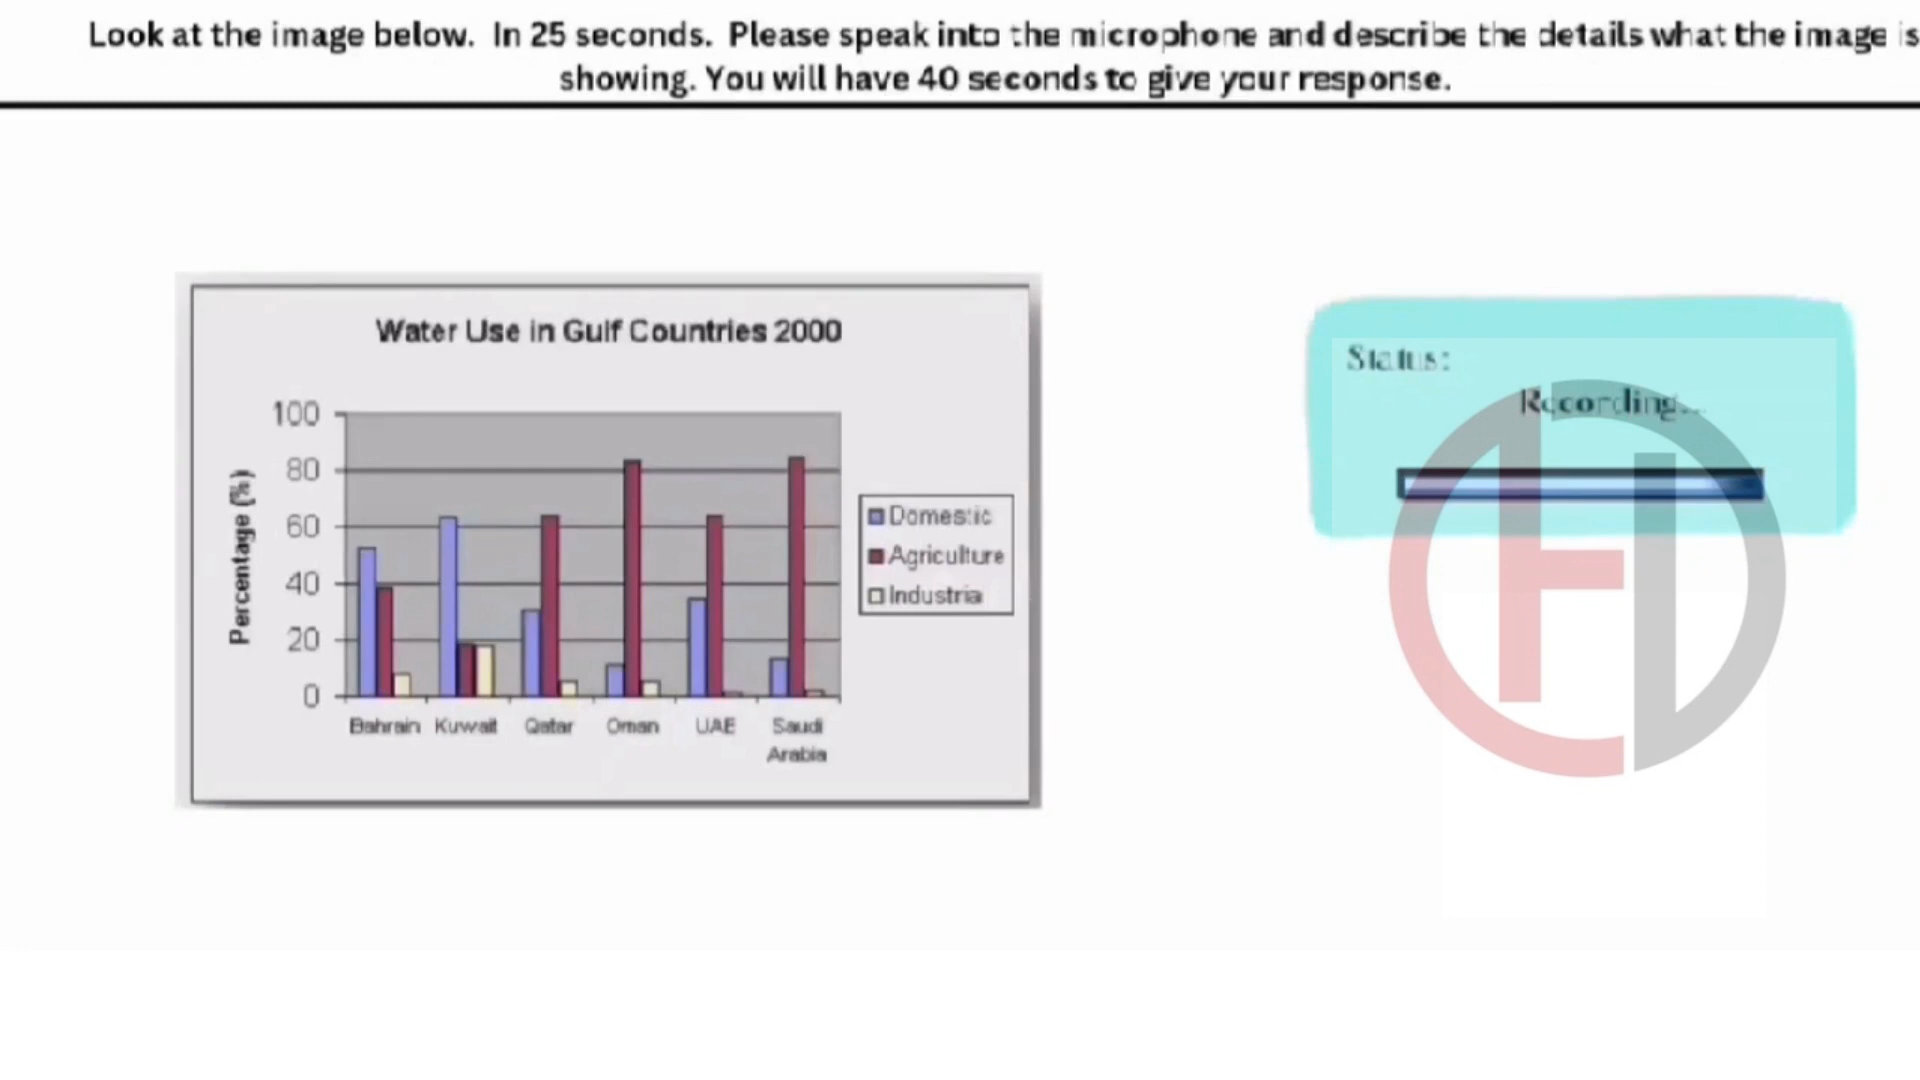 Look at the image below. In 25 seconds. Please speak into the microphone and describe the details what the image is
showing. You will have 40 seconds to give your response.
Water Use in Gulf Countries 2000
Percentage (%)
100
80
60
40
20
0
Bahrain Kuwait Qatar Oman UAE Saudi
Arabia
Domestic
Agriculture
Industria
Status:
Recording...